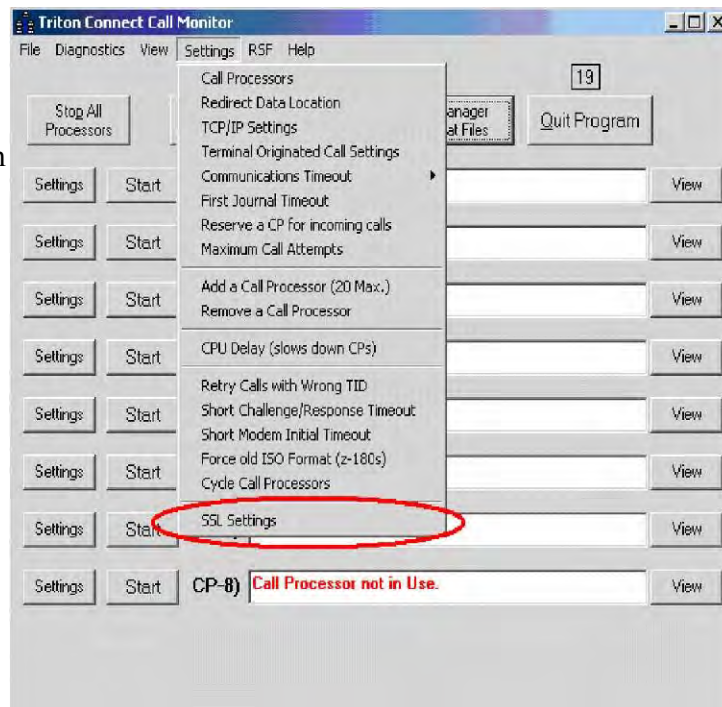 Triton Connect Call Monitor
File Diagnostics View Settings RSF Help
19
Stop All
Processors
anager
at Files
Quit Program
Call Processors
Redirect Data Location
TCP/IP Settings
Terminal Originated Call Settings
Communications Timeout
First Journal Timeout
Reserve a CP for incoming calls
Maximum Call Attempts
Add a Call Processor (20 Max.)
Remove a Call Processor
CPU Delay (slows down CPs)
Retry Calls with Wrong TID
Short Challenge/Response Timeout
Short Modem Initial Timeout
Force old ISO Format (z-180s)
Cycle Call Processors
SSL Settings
Settings Start View
Settings Start View
Settings Start View
Settings Start View
Settings Start View
Settings Start View
Settings Start View
Settings Start CP-8) Call Processor not in Use. View